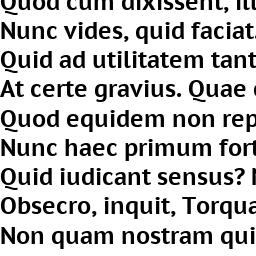 Quod cum dixissent, ill
Nunc vides, quid faciat.
Quid ad utilitatem tant
At certe gravius. Quae
Quod equidem non rep
Nunc haec primum fort
Quid iudicant sensus?
Obsecro, inquit, Torqua
Non quam nostram qui